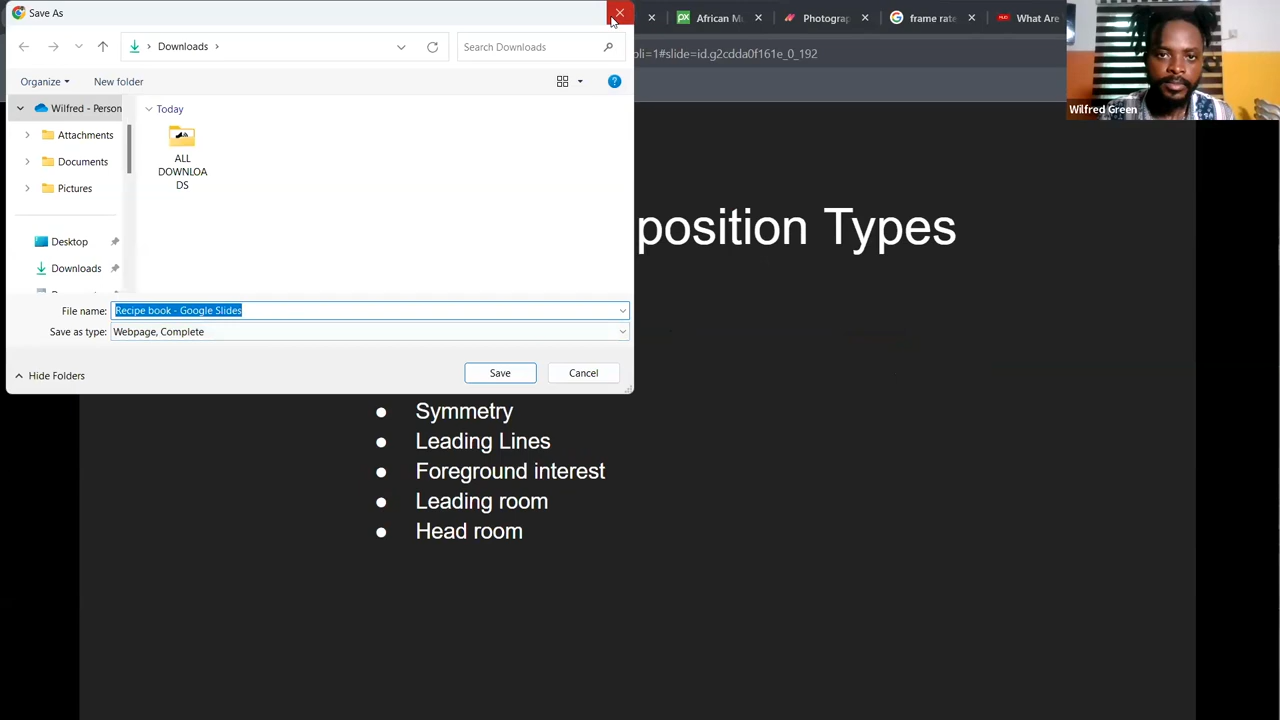 Save As
African Mu
Photograp
frame rate
What Are
Downloads
Search Downloads
oli=1#slide=id.g2cdda0f161e_0_192
Organize
New folder
Wilfred - Person
Today
Attachments
ALL
DOWNLOA
DS
Documents
Pictures
Desktop
Downloads
Wilfred Green
position Types
File name: Recipe book - Google Slides
Save as type: Webpage, Complete
Hide Folders
Save
Cancel
Symmetry
Leading Lines
Foreground interest
Leading room
Head room